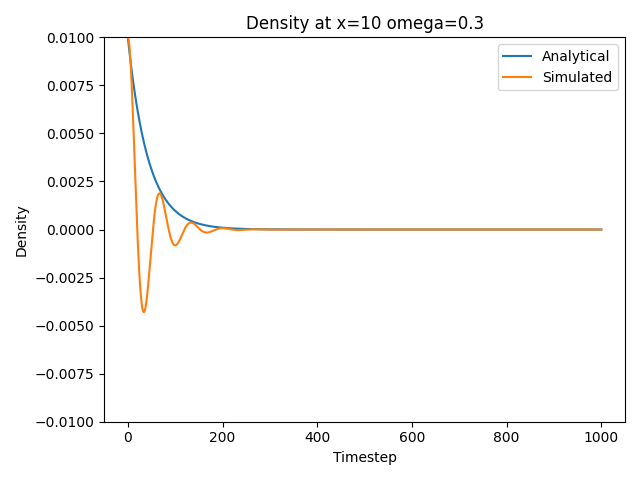 Density at x=10 omega=0.3
Analytical
Simulated
0.0100
0.0075
0.0050
0.0025
0.0000
−0.0025
−0.0050
−0.0075
−0.0100
Density
0 200 400 600 800 1000
Timestep